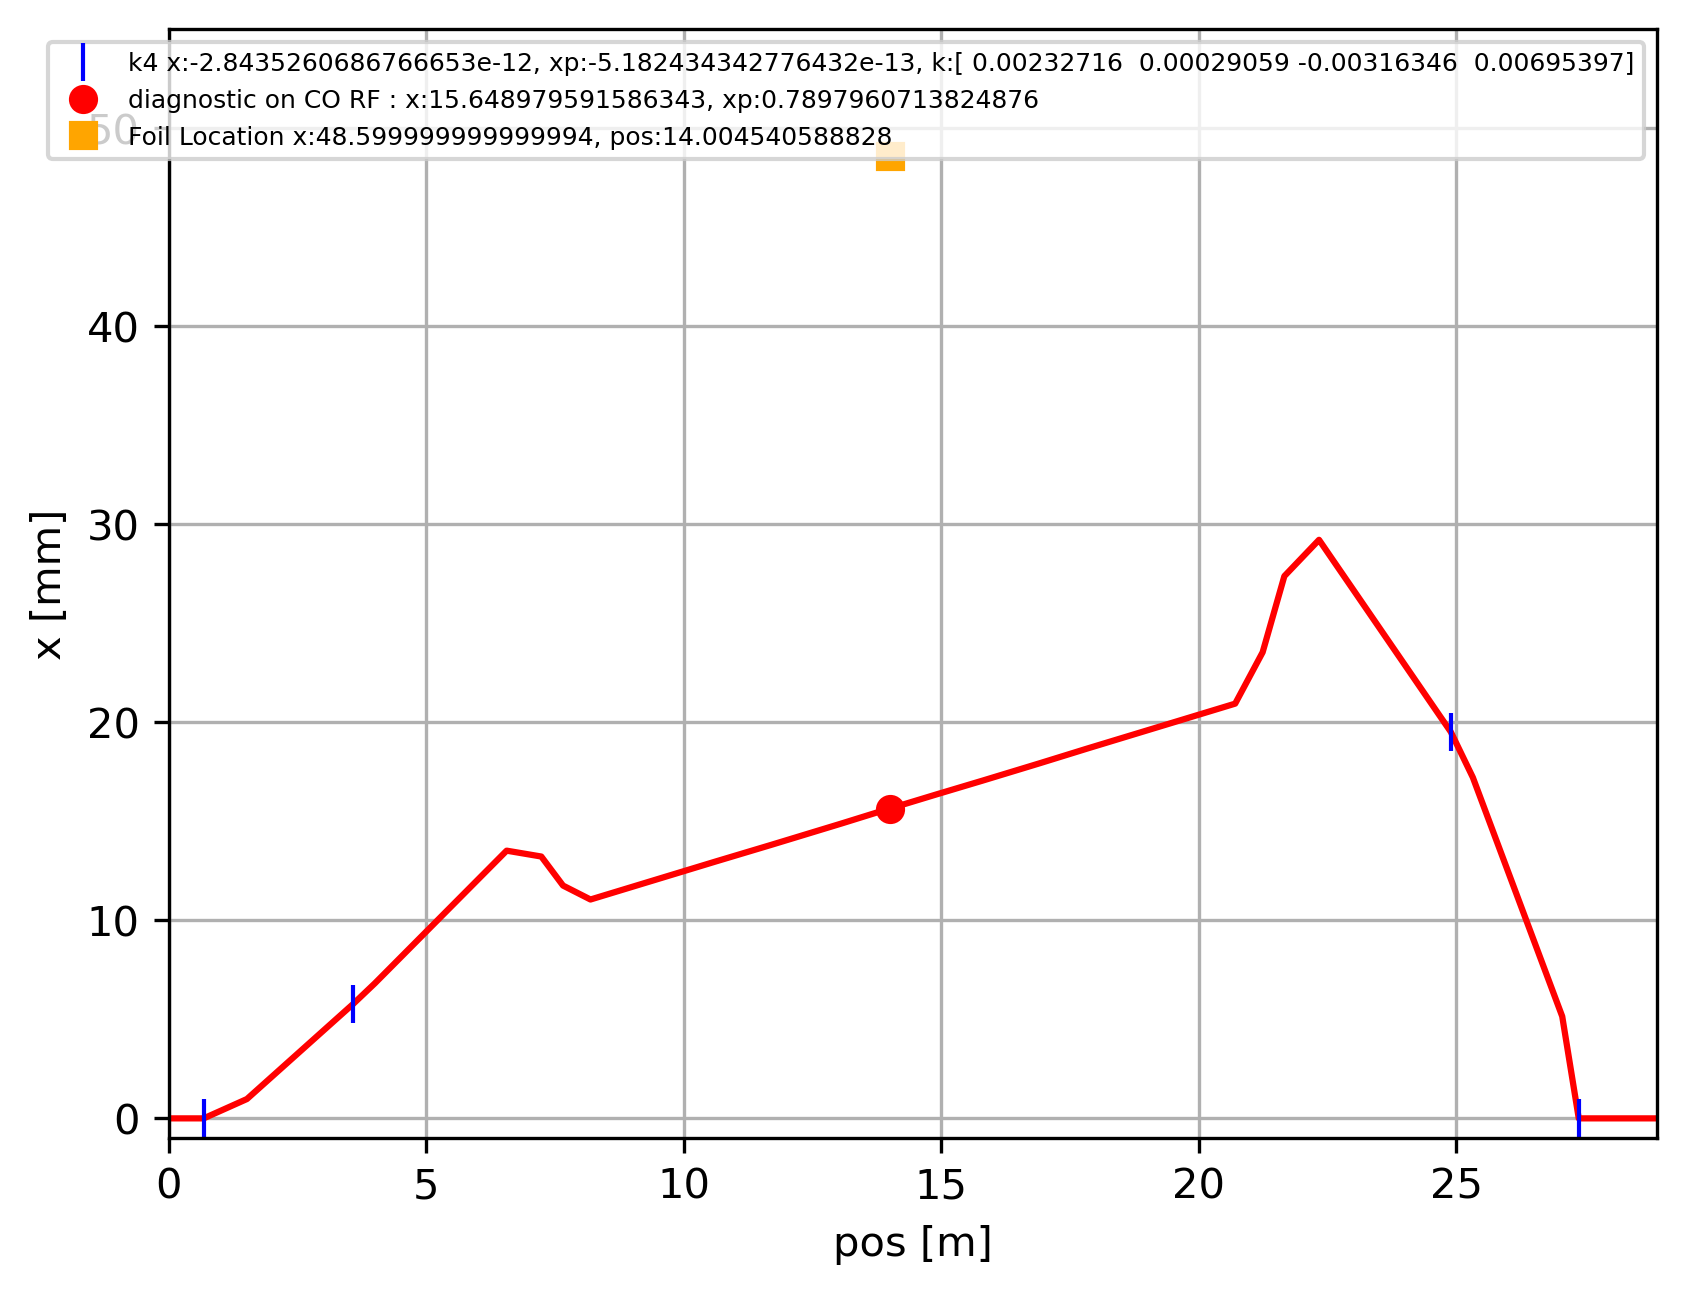 k4 x:-2.8435260686766653e-12, xp:-5.182434342776432e-13, k:[ 0.00232716  0.00029059 -0.00316346  0.00695397]
diagnostic on CO RF : x:15.648979591586343, xp:0.7897960713824876
Foil Location x:48.599999999999994, pos:14.004540588828
50
40
30
20
10
0
x [mm]
0 5 10 15 20 25
pos [m]